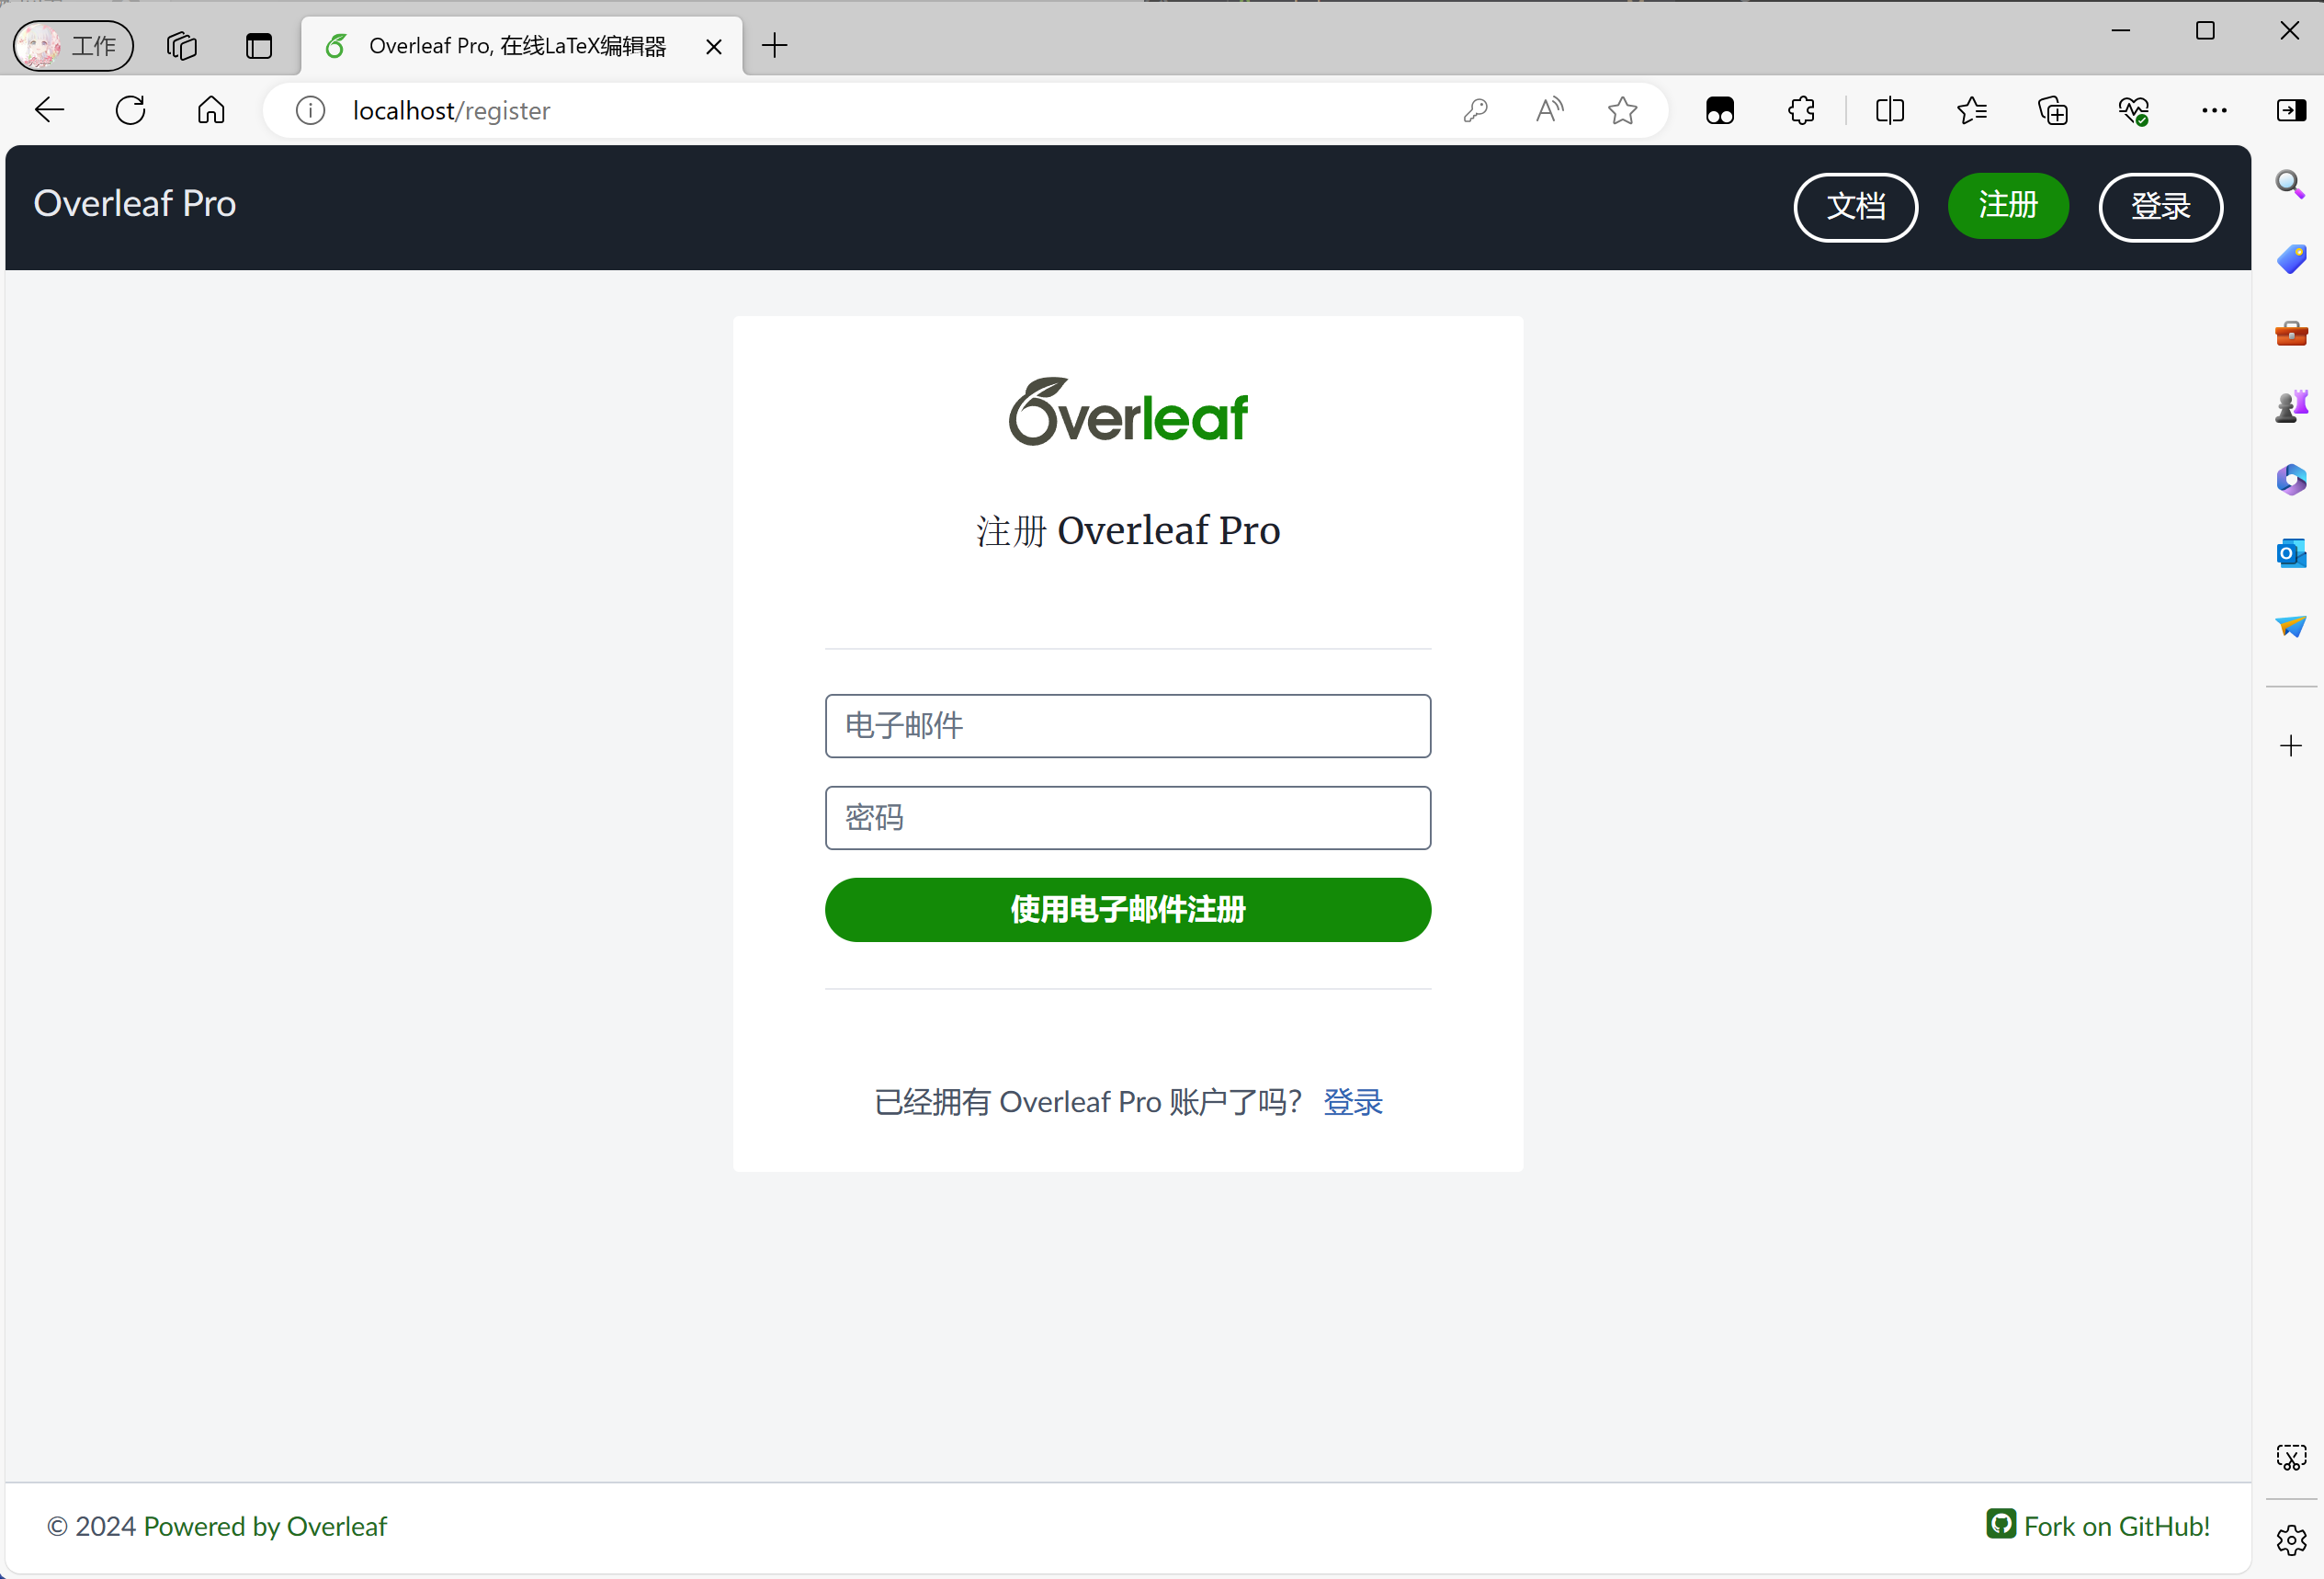 工作
Overleaf Pro, 在线LaTeX编辑器
localhost/register
Overleaf Pro
文档
注册
登录
Overleaf
注册 Overleaf Pro
电子邮件
密码
使用电子邮件注册
已经拥有 Overleaf Pro 账户了吗? 登录
© 2024 Powered by Overleaf
Fork on GitHub!